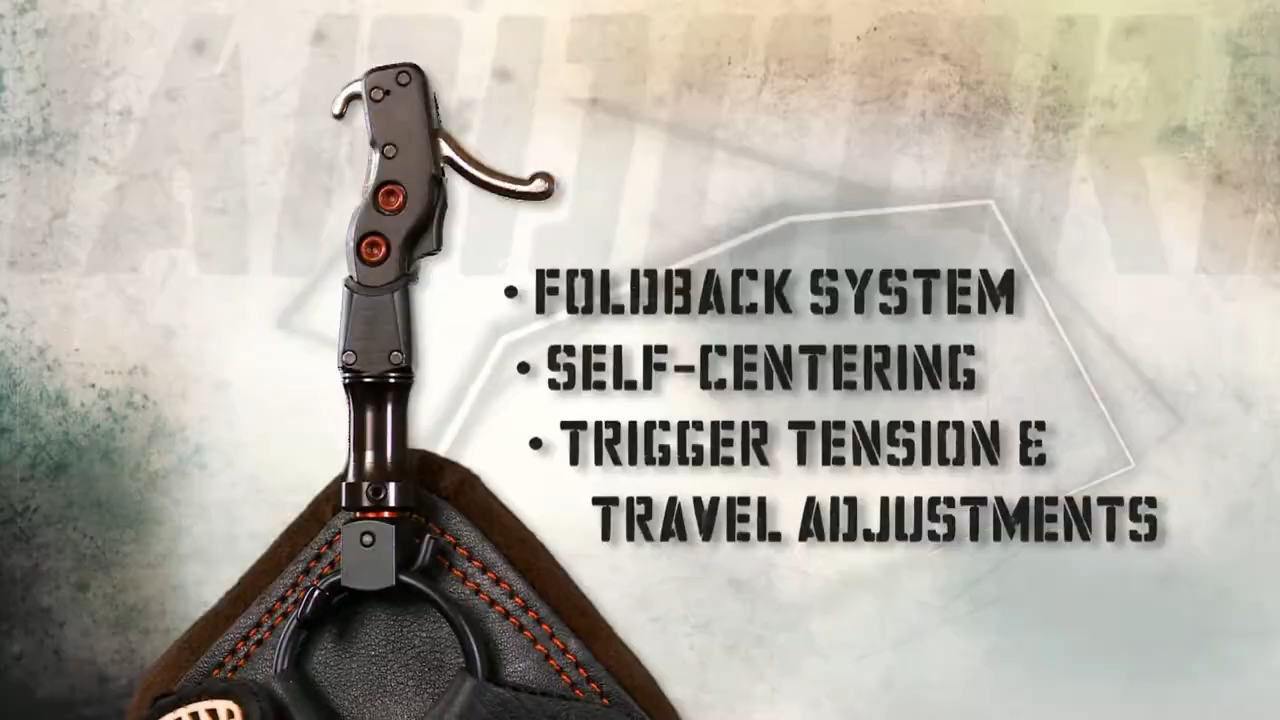 • FOLDBACK SYSTEM
• SELF-CENTERING
• TRIGGER TENSION &
TRAVEL ADJUSTMENTS